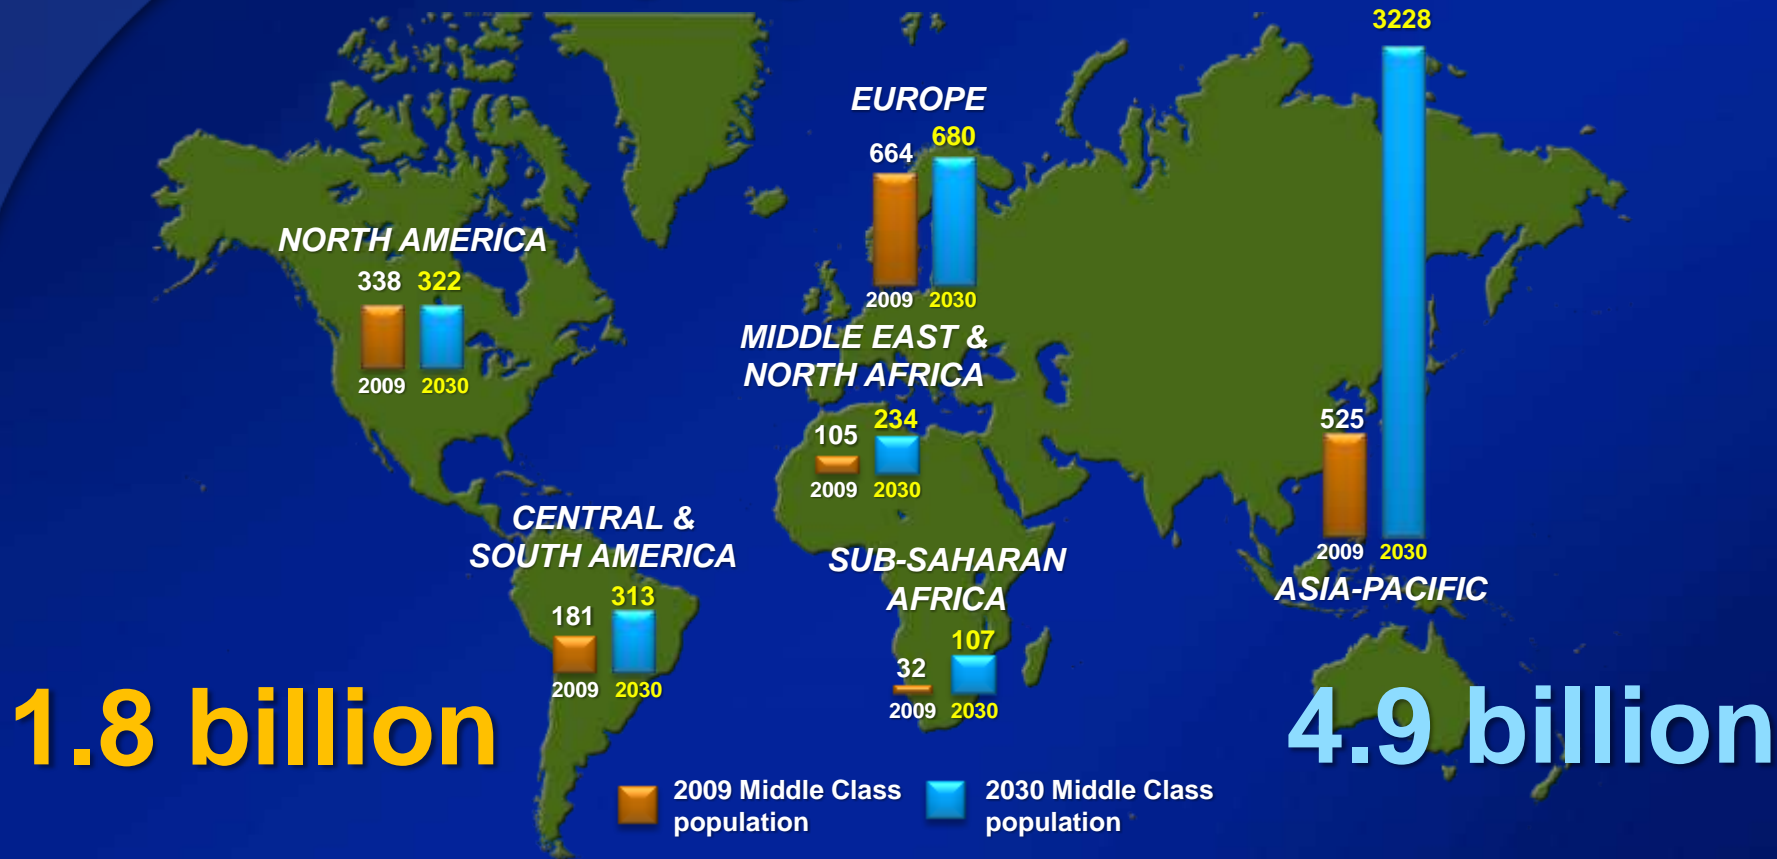 3228
EUROPE
664 680
2009 2030
NORTH AMERICA
338 322
2009 2030
MIDDLE EAST &
NORTH AFRICA
105 234
2009 2030
525
2009 2030
ASIA-PACIFIC
CENTRAL &
SOUTH AMERICA
181 313
2009 2030
SUB-SAHARAN
AFRICA
32 107
2009 2030
1.8 billion
4.9 billion
2009 Middle Class
population
2030 Middle Class
population